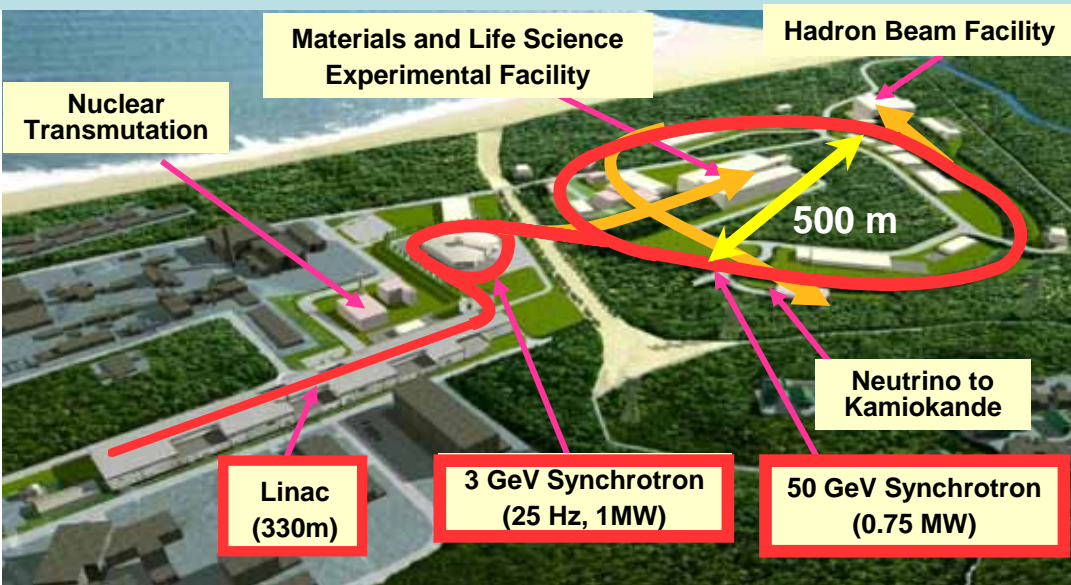 Materials and Life Science
Experimental Facility
Hadron Beam Facility
Nuclear
Transmutation
500 m
Neutrino to
Kamiokande
Linac
(330m)
3 GeV Synchrotron
(25 Hz, 1MW)
50 GeV Synchrotron
(0.75 MW)